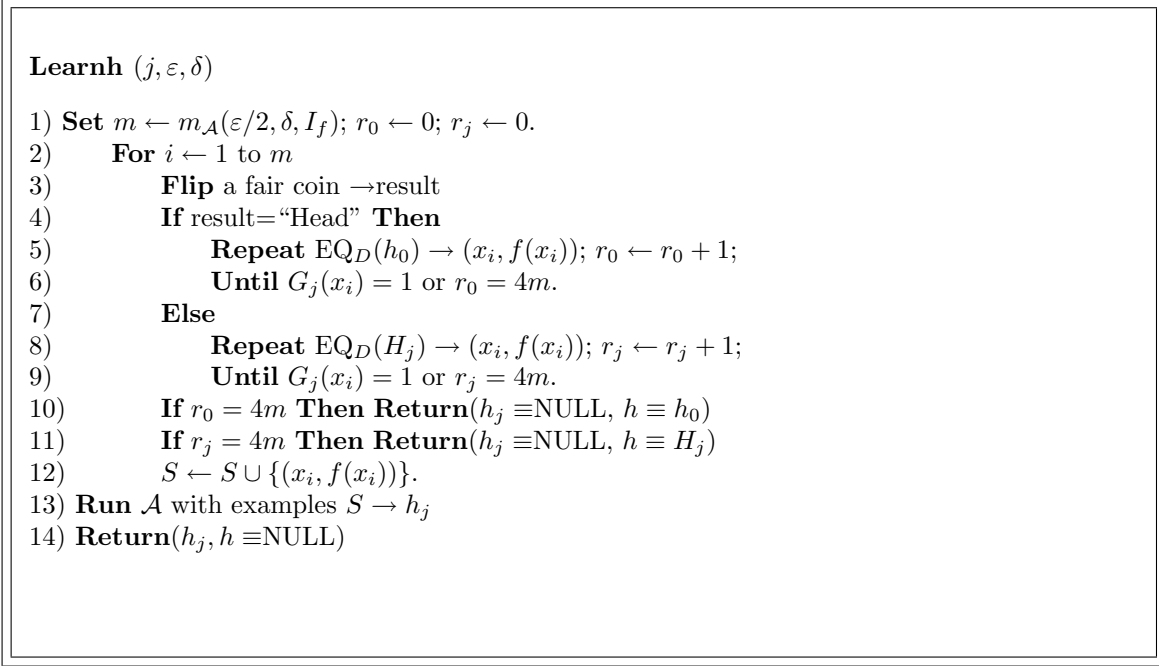 Learnh (j, ε, δ)
1) Set m ← m_𝒜(ε/2, δ, I_f); r_0 ← 0; r_j ← 0.
2) For i ← 1 to m
3) Flip a fair coin →result
4) If result=“Head” Then
5) Repeat EQ_D(h_0) → (x_i, f(x_i)); r_0 ← r_0 + 1;
6) Until G_j(x_i) = 1 or r_0 = 4m.
7) Else
8) Repeat EQ_D(H_j) → (x_i, f(x_i)); r_j ← r_j + 1;
9) Until G_j(x_i) = 1 or r_j = 4m.
10) If r_0 = 4m Then Return(h_j ≡NULL, h ≡ h_0)
11) If r_j = 4m Then Return(h_j ≡NULL, h ≡ H_j)
12) S ← S ∪ {(x_i, f(x_i))}.
13) Run 𝒜 with examples S → h_j
14) Return(h_j, h ≡NULL)